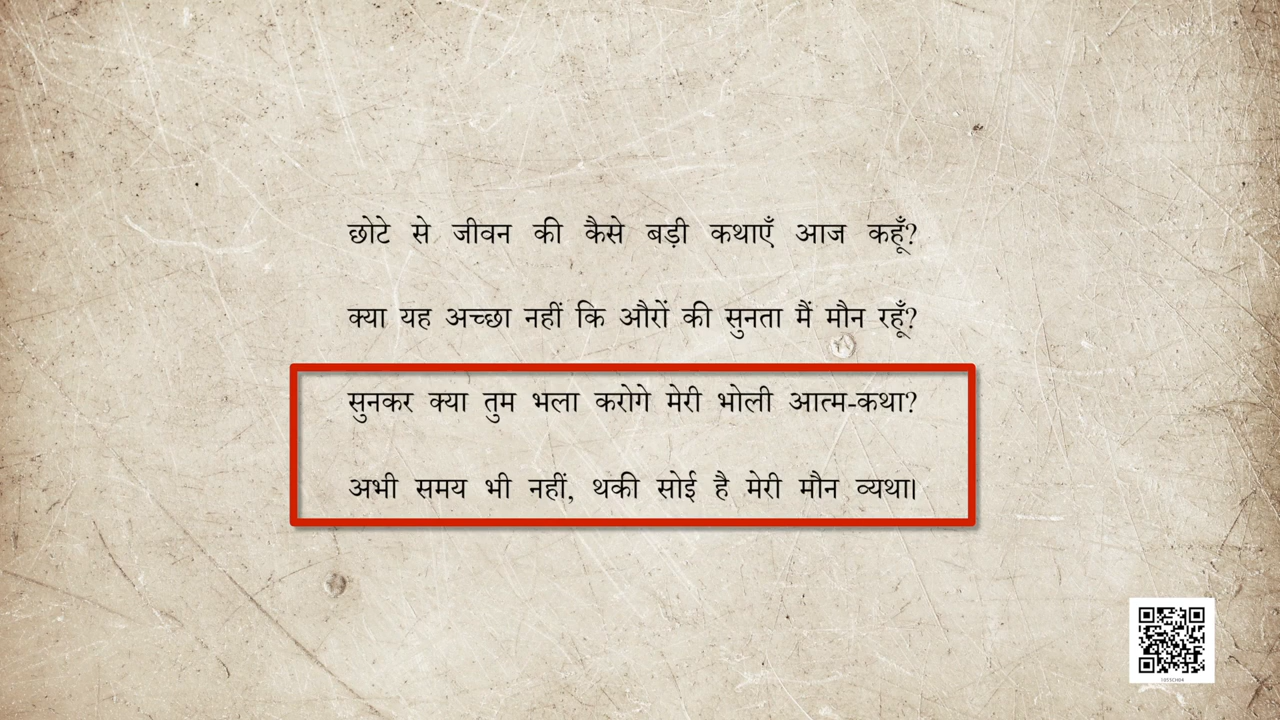 छोटे से जीवन की कैसे बड़ी कथाएँ आज कहूँ?
क्या यह अच्छा नहीं कि औरों की सुनता मैं मौन रहूँ?
सुनकर क्या तुम भला करोगे मेरी भोली आत्म-कथा?
अभी समय भी नहीं, थकी सोई है मेरी मौन व्यथा।
1055CH04